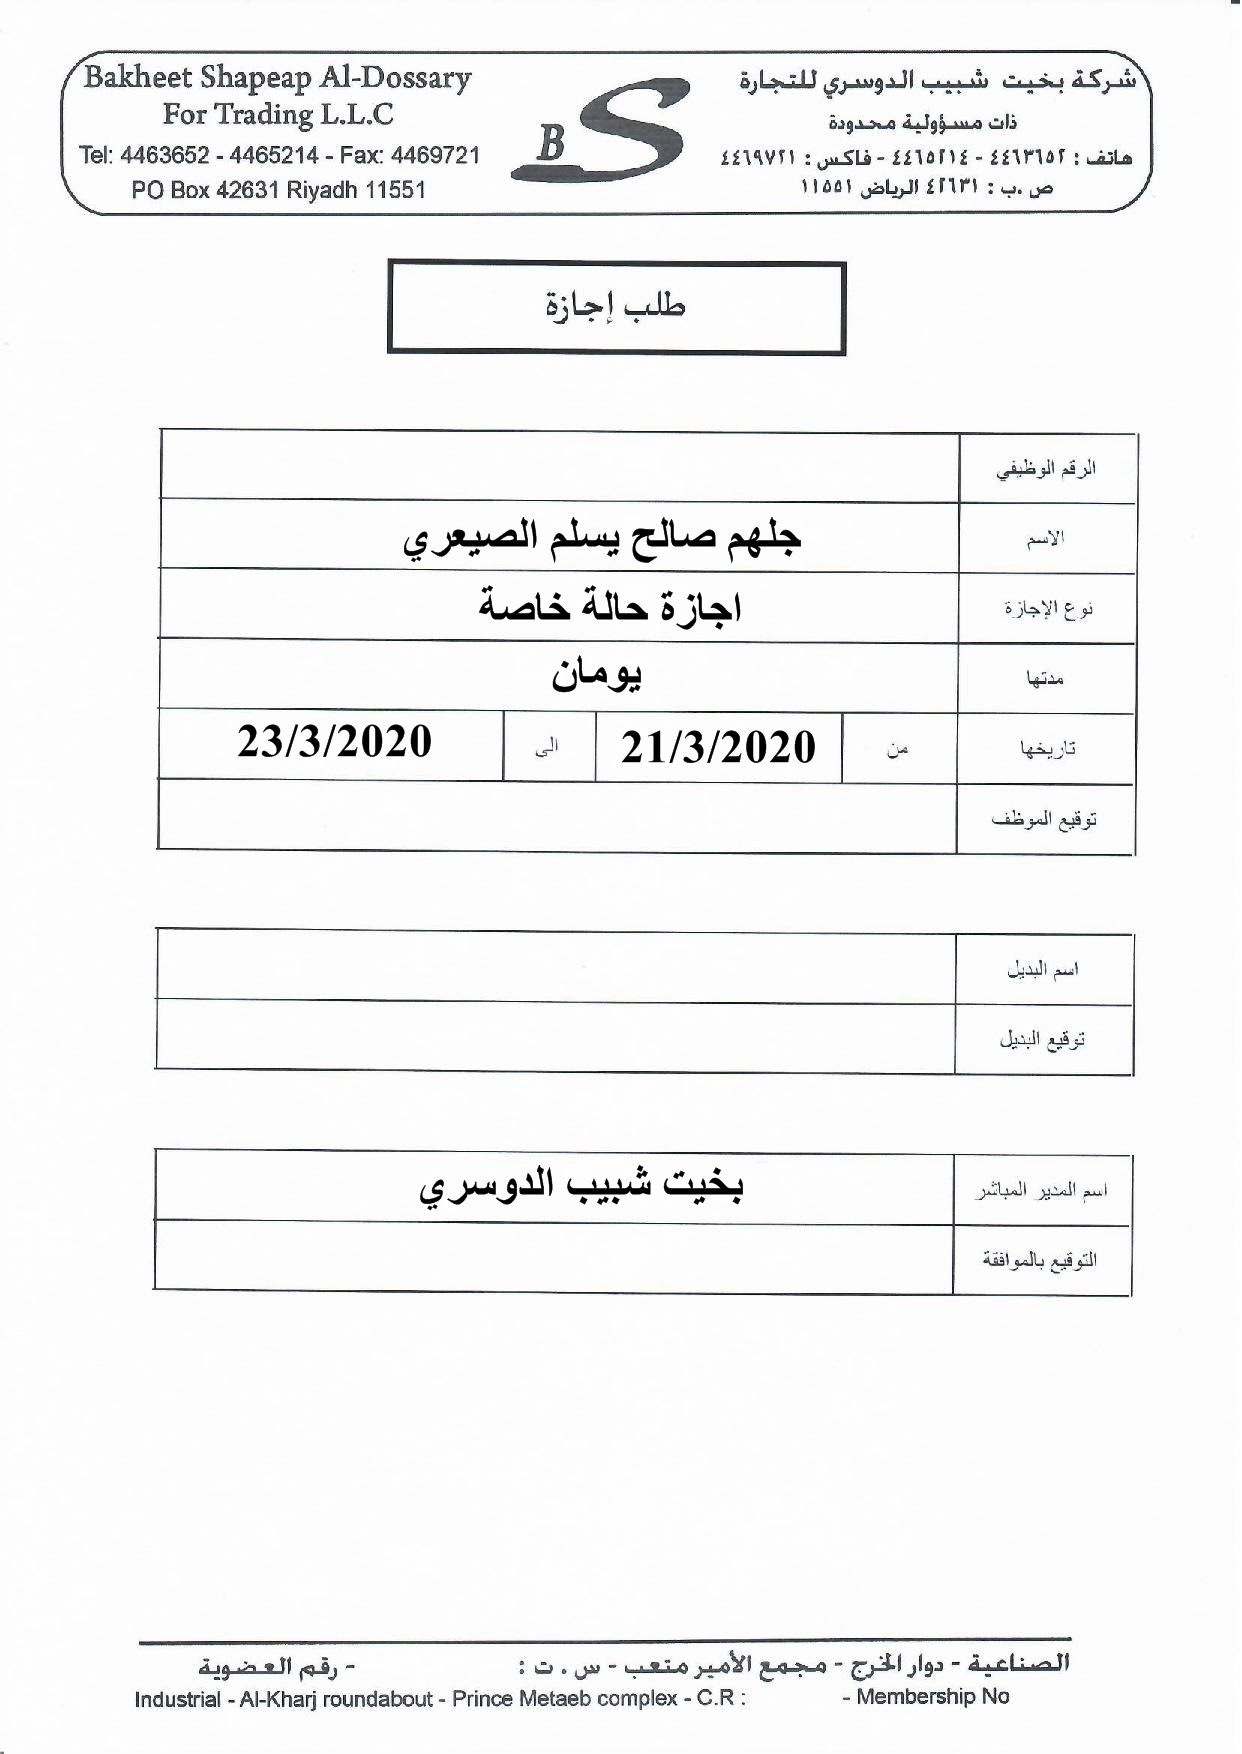 Bakheet Shapeap Al-Dossary
For Trading L.L.C
Tel: 4463652 - 4465214 - Fax: 4469721
PO Box 42631 Riyadh 11551
BS
شركة بخيت شبيب الدوسري للتجارة
ذات مسؤولية محدودة
هاتف : ٤٤٦٣٦٥٢ - ٤٤٦٥٢١٤ - فاكس : ٤٤٦٩٧٢١
ص .ب : ٤٢٦٣١ الرياض ١١٥٥١
طلب إجازة
الرقم الوظيفي
الاسم جلهم صالح يسلم الصيعري
نوع الإجازة اجازة حالة خاصة
مدتها يومان
تاريخها من 21/3/2020 الى 23/3/2020
توقيع الموظف
اسم البديل
توقيع البديل
اسم المدير المباشر بخيت شبيب الدوسري
التوقيع بالموافقة
الصناعية - دوار الخرج - مجمع الأمير متعب - س . ت : - رقم العضوية
Industrial - Al-Kharj roundabout - Prince Metaeb complex - C.R : - Membership No